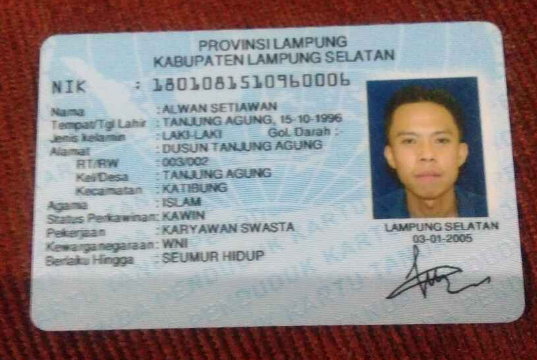 PROVINSI LAMPUNG
KABUPATEN LAMPUNG SELATAN
NIK : 1801081510960006
Nama : ALWAN SETIAWAN
Tempat/Tgl Lahir : TANJUNG AGUNG, 15-10-1996
Jenis kelamin : LAKI-LAKI Gol. Darah :-
Alamat : DUSUN TANJUNG AGUNG
RT/RW : 003/002
Kel/Desa : TANJUNG AGUNG
Kecamatan : KATIBUNG
Agama : ISLAM
Status Perkawinan: KAWIN
Pekerjaan : KARYAWAN SWASTA
Kewarganegaraan : WNI
Berlaku Hingga : SEUMUR HIDUP
LAMPUNG SELATAN
03-01-2005